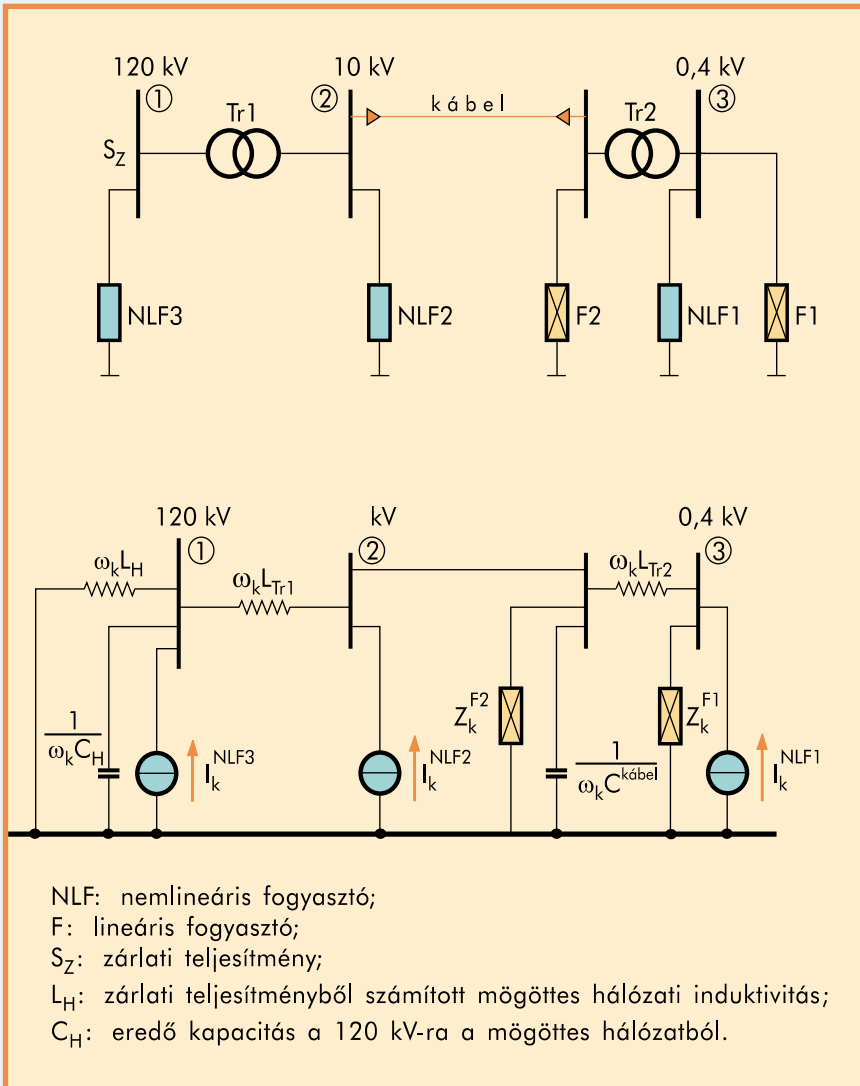 120 kV 10 kV 0,4 kV
① ② ③
Tr1 kábel Tr2
S_Z
NLF3 NLF2 F2 NLF1 F1
120 kV kV 0,4 kV
① ② ③
ω_kL_H ω_kL_Tr1 ω_kL_Tr2
1/ω_kC_H I_k^NLF3 I_k^NLF2 Z_k^F2 1/ω_kC^kábel Z_k^F1 I_k^NLF1
NLF: nemlineáris fogyasztó;
F: lineáris fogyasztó;
S_Z: zárlati teljesítmény;
L_H: zárlati teljesítményből számított mögöttes hálózati induktivitás;
C_H: eredő kapacitás a 120 kV-ra a mögöttes hálózatból.